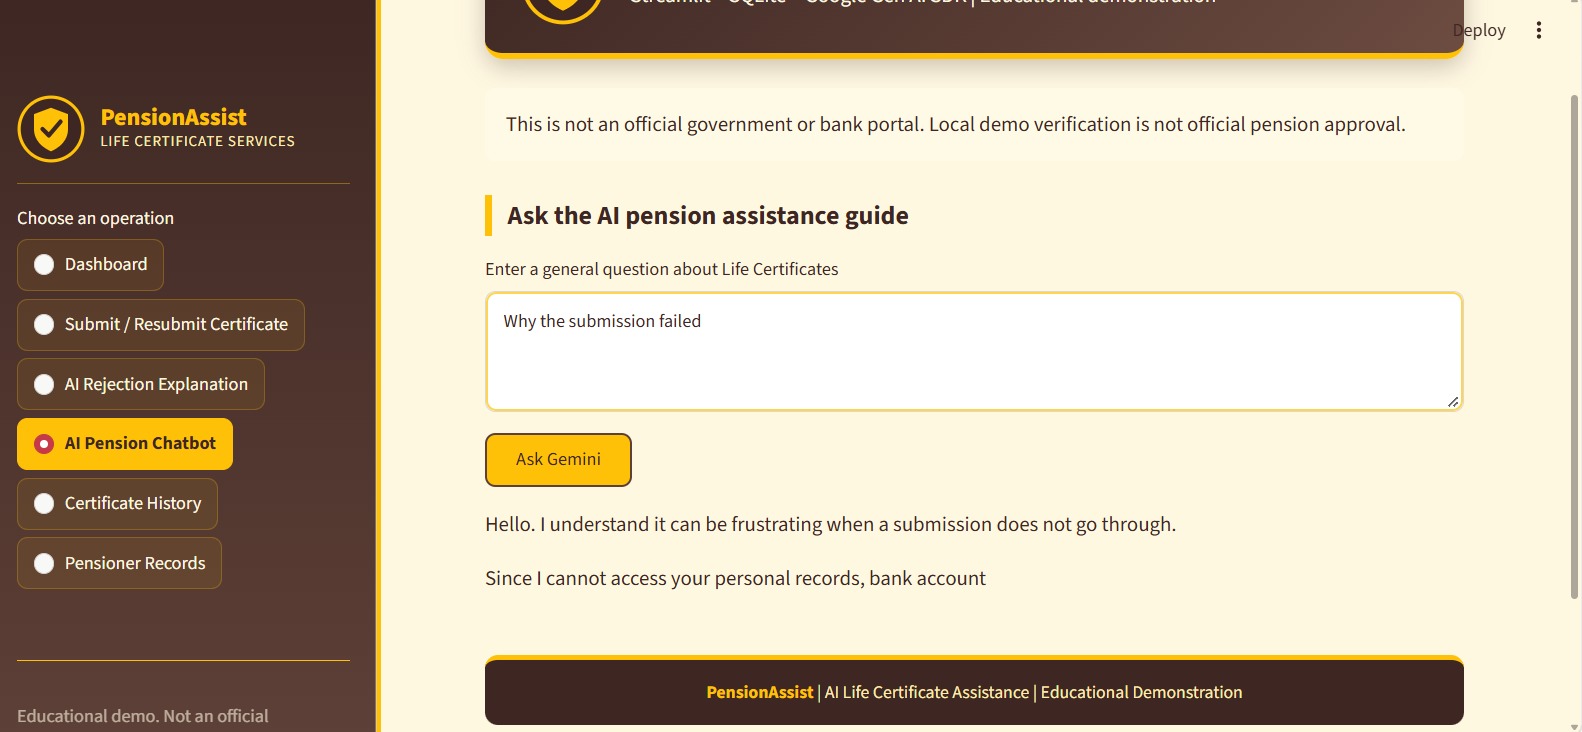 PensionAssist
LIFE CERTIFICATE SERVICES
Choose an operation
Dashboard
Submit / Resubmit Certificate
AI Rejection Explanation
AI Pension Chatbot
Certificate History
Pensioner Records
Educational demo. Not an official
Deploy
This is not an official government or bank portal. Local demo verification is not official pension approval.
Ask the AI pension assistance guide
Enter a general question about Life Certificates
Why the submission failed
Ask Gemini
Hello. I understand it can be frustrating when a submission does not go through.
Since I cannot access your personal records, bank account
PensionAssist | AI Life Certificate Assistance | Educational Demonstration